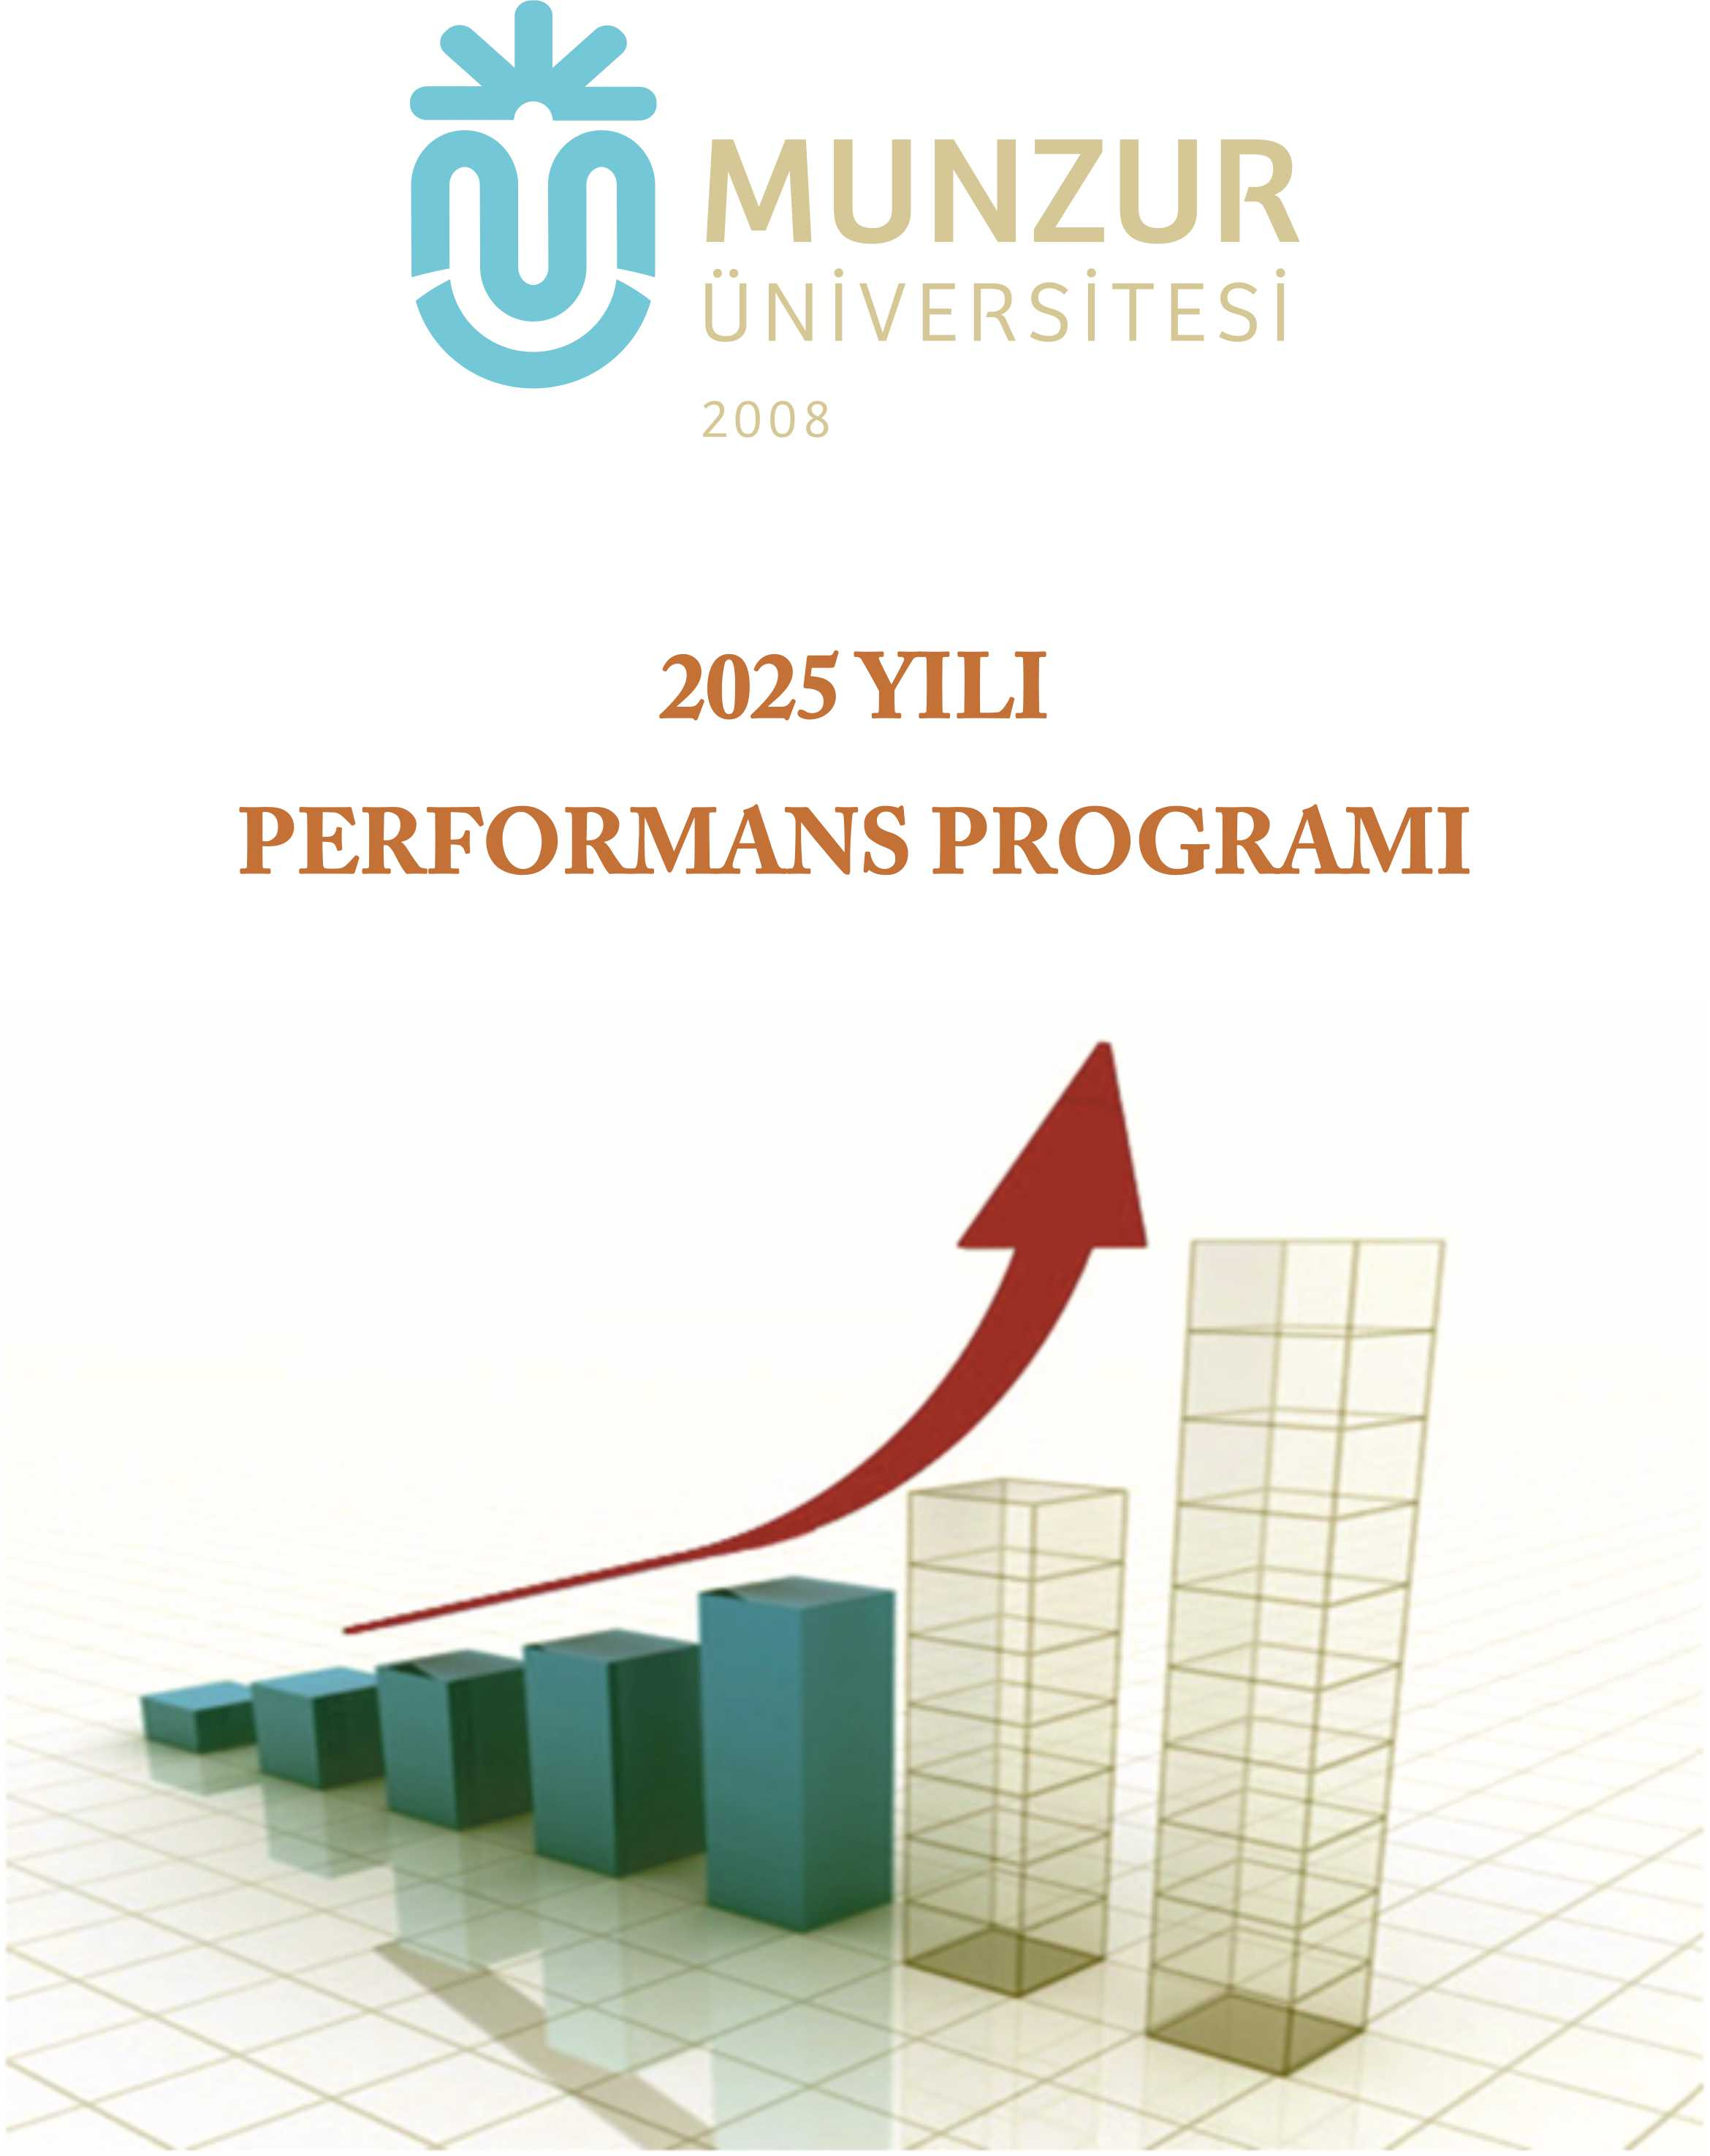 MUNZUR
ÜNİVERSİTESİ
2008
2025 YILI
PERFORMANS PROGRAMI